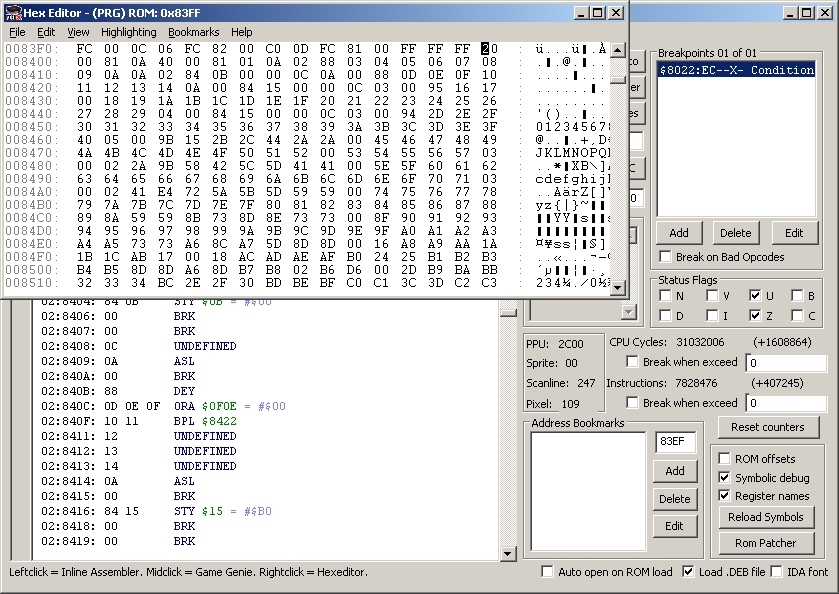 Hex Editor - (PRG) ROM: 0x83FF
File Edit View Highlighting Bookmarks Help
0083F0: FC 00 0C 06 FC 82 00 C0 0D FC 81 00 FF FF FF 20
008400: 00 81 0A 40 00 81 01 0A 02 88 03 04 05 06 07 08
008410: 09 0A 0A 02 84 0B 00 00 0C 0A 00 88 0D 0E 0F 10
008420: 11 12 13 14 0A 00 84 15 00 00 0C 03 00 95 16 17
008430: 00 18 19 1A 1B 1C 1D 1E 1F 20 21 22 23 24 25 26
008440: 27 28 29 04 00 84 15 00 00 0C 03 00 94 2D 2E 2F
008450: 30 31 32 33 34 35 36 37 38 39 3A 3B 3C 3D 3E 3F
008460: 40 05 00 9B 15 2B 2C 44 2A 2A 00 45 46 47 48 49
008470: 4A 4B 4C 4D 4E 4F 50 51 52 00 53 54 55 56 57 03
008480: 00 02 2A 9B 58 42 5C 5D 41 41 00 5E 5F 60 61 62
008490: 63 64 65 66 67 68 69 6A 6B 6C 6D 6E 6F 70 71 03
0084A0: 00 02 41 E4 72 5A 5B 5D 59 59 00 74 75 76 77 78
0084B0: 79 7A 7B 7C 7D 7E 7F 80 81 82 83 84 85 86 87 88
0084C0: 89 8A 59 59 8B 73 8D 8E 73 73 00 8F 90 91 92 93
0084D0: 94 95 96 97 98 99 9A 9B 9C 9D 9E 9F A0 A1 A2 A3
0084E0: A4 A5 73 73 A6 8C A7 5D 8D 8D 00 16 A8 A9 AA 1A
0084F0: 1B 1C AB 17 00 18 AC AD AE AF B0 24 25 B1 B2 B3
008500: B4 B5 8D 8D A6 8D B7 B8 02 B6 D6 00 2D B9 BA BB
008510: 32 33 34 BC 2E 2F 30 BD BE BF C0 C1 3C 3D C2 C3
Breakpoints 01 of 01
$8022:EC--X- Condition
Add Delete Edit
Break on Bad Opcodes
Status Flags
N V U B
D I Z C
02:8404: 84 0B STY $0B = #$00
02:8406: 00 BRK
02:8407: 00 BRK
02:8408: 0C UNDEFINED
02:8409: 0A ASL
02:840A: 00 BRK
02:840B: 88 DEY
02:840C: 0D 0E 0F ORA $0F0E = #$00
02:840F: 10 11 BPL $8422
02:8411: 12 UNDEFINED
02:8412: 13 UNDEFINED
02:8413: 14 UNDEFINED
02:8414: 0A ASL
02:8415: 00 BRK
02:8416: 84 15 STY $15 = #$B0
02:8418: 00 BRK
02:8419: 00 BRK
PPU: 2C00
Sprite: 00
Scanline: 247
Pixel: 109
CPU Cycles: 31032006 (+1608864)
Break when exceed 0
Instructions: 7828476 (+407245)
Break when exceed 0
Address Bookmarks
83EF
Add
Delete
Edit
Reset counters
ROM offsets
Symbolic debug
Register names
Reload Symbols
Rom Patcher
Leftclick = Inline Assembler. Midclick = Game Genie. Rightclick = Hexeditor.
Auto open on ROM load Load .DEB file IDA font